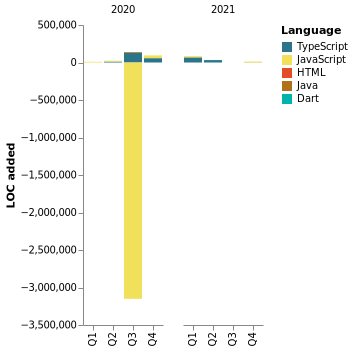 2020 2021
Language
TypeScript
JavaScript
HTML
Java
Dart
LOC added
500,000
0
−500,000
−1,000,000
−1,500,000
−2,000,000
−2,500,000
−3,000,000
−3,500,000
Q1 Q2 Q3 Q4 Q1 Q2 Q3 Q4